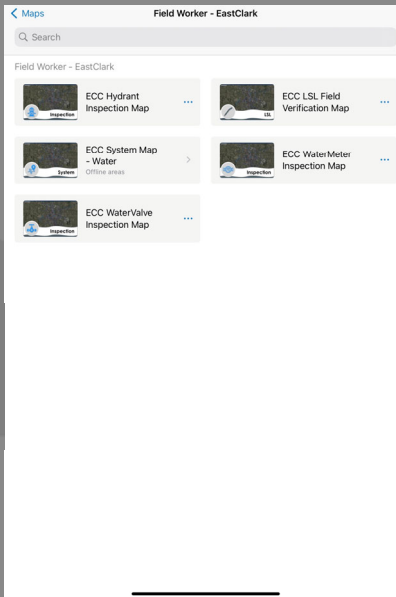 Maps
Field Worker - EastClark
Search
Field Worker - EastClark
Inspection
ECC Hydrant
Inspection Map
LSL
ECC LSL Field
Verification Map
System
ECC System Map
- Water
Offline areas
Inspection
ECC WaterMeter
Inspection Map
Inspection
ECC WaterValve
Inspection Map